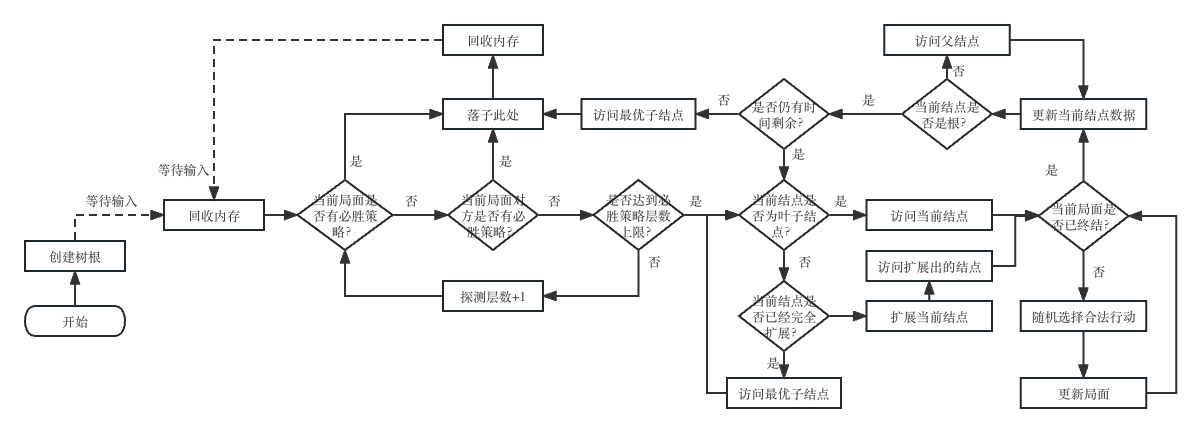 回收内存
访问父结点
否
落子此处
访问最优子结点
否
是否仍有时
间剩余?
是
当前结点是
否是根?
更新当前结点数据
等待输入
是
是
是
是
等待输入
回收内存
当前局面是
否有必胜策
略?
否
当前局面对
方是否有必
胜策略?
否
是否达到必
胜策略层数
上限?
是
当前结点是
否为叶子结
点?
是
访问当前结点
当前局面是
否已终结?
创建树根
否
否
访问扩展出的结点
否
探测层数+1
开始
当前结点是
否已经完全
扩展?
扩展当前结点
随机选择合法行动
是
访问最优子结点
更新局面